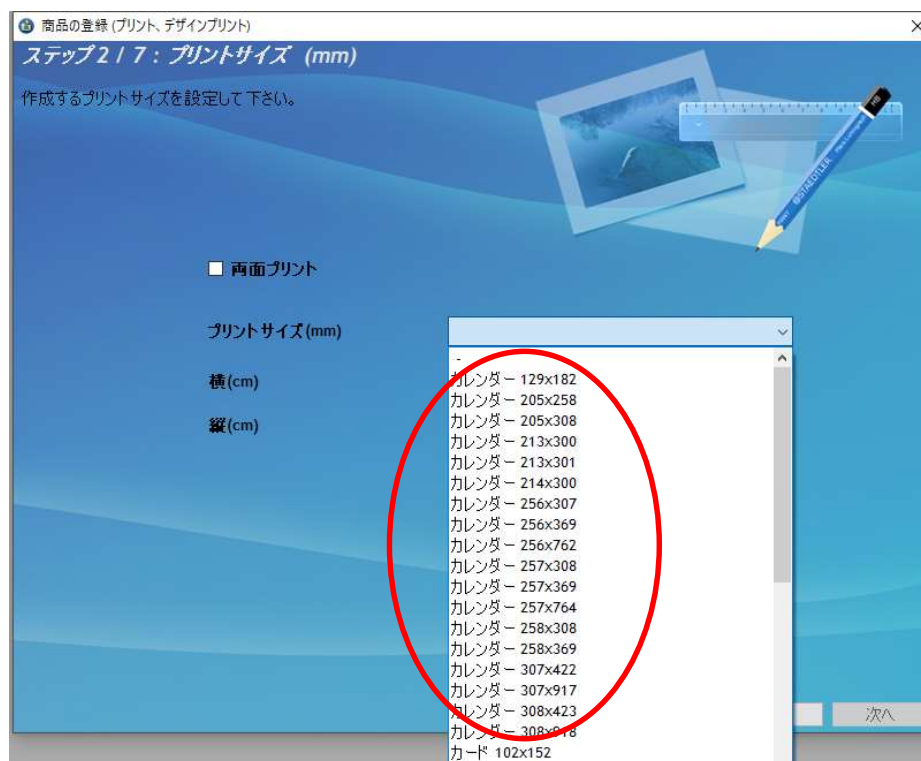 商品の登録 (プリント、デザインプリント)
ステップ 2 / 7 : プリントサイズ (mm)
作成するプリントサイズを設定して下さい。
両面プリント
プリントサイズ(mm)
横(cm)
縦(cm)
-
カレンダー 129x182
カレンダー 205x258
カレンダー 205x308
カレンダー 213x300
カレンダー 213x301
カレンダー 214x300
カレンダー 256x307
カレンダー 256x369
カレンダー 256x762
カレンダー 257x308
カレンダー 257x369
カレンダー 257x764
カレンダー 258x308
カレンダー 258x369
カレンダー 307x422
カレンダー 307x917
カレンダー 308x423
カレンダー 308x918
カード 102x152
次へ
STAEDTLER
HB